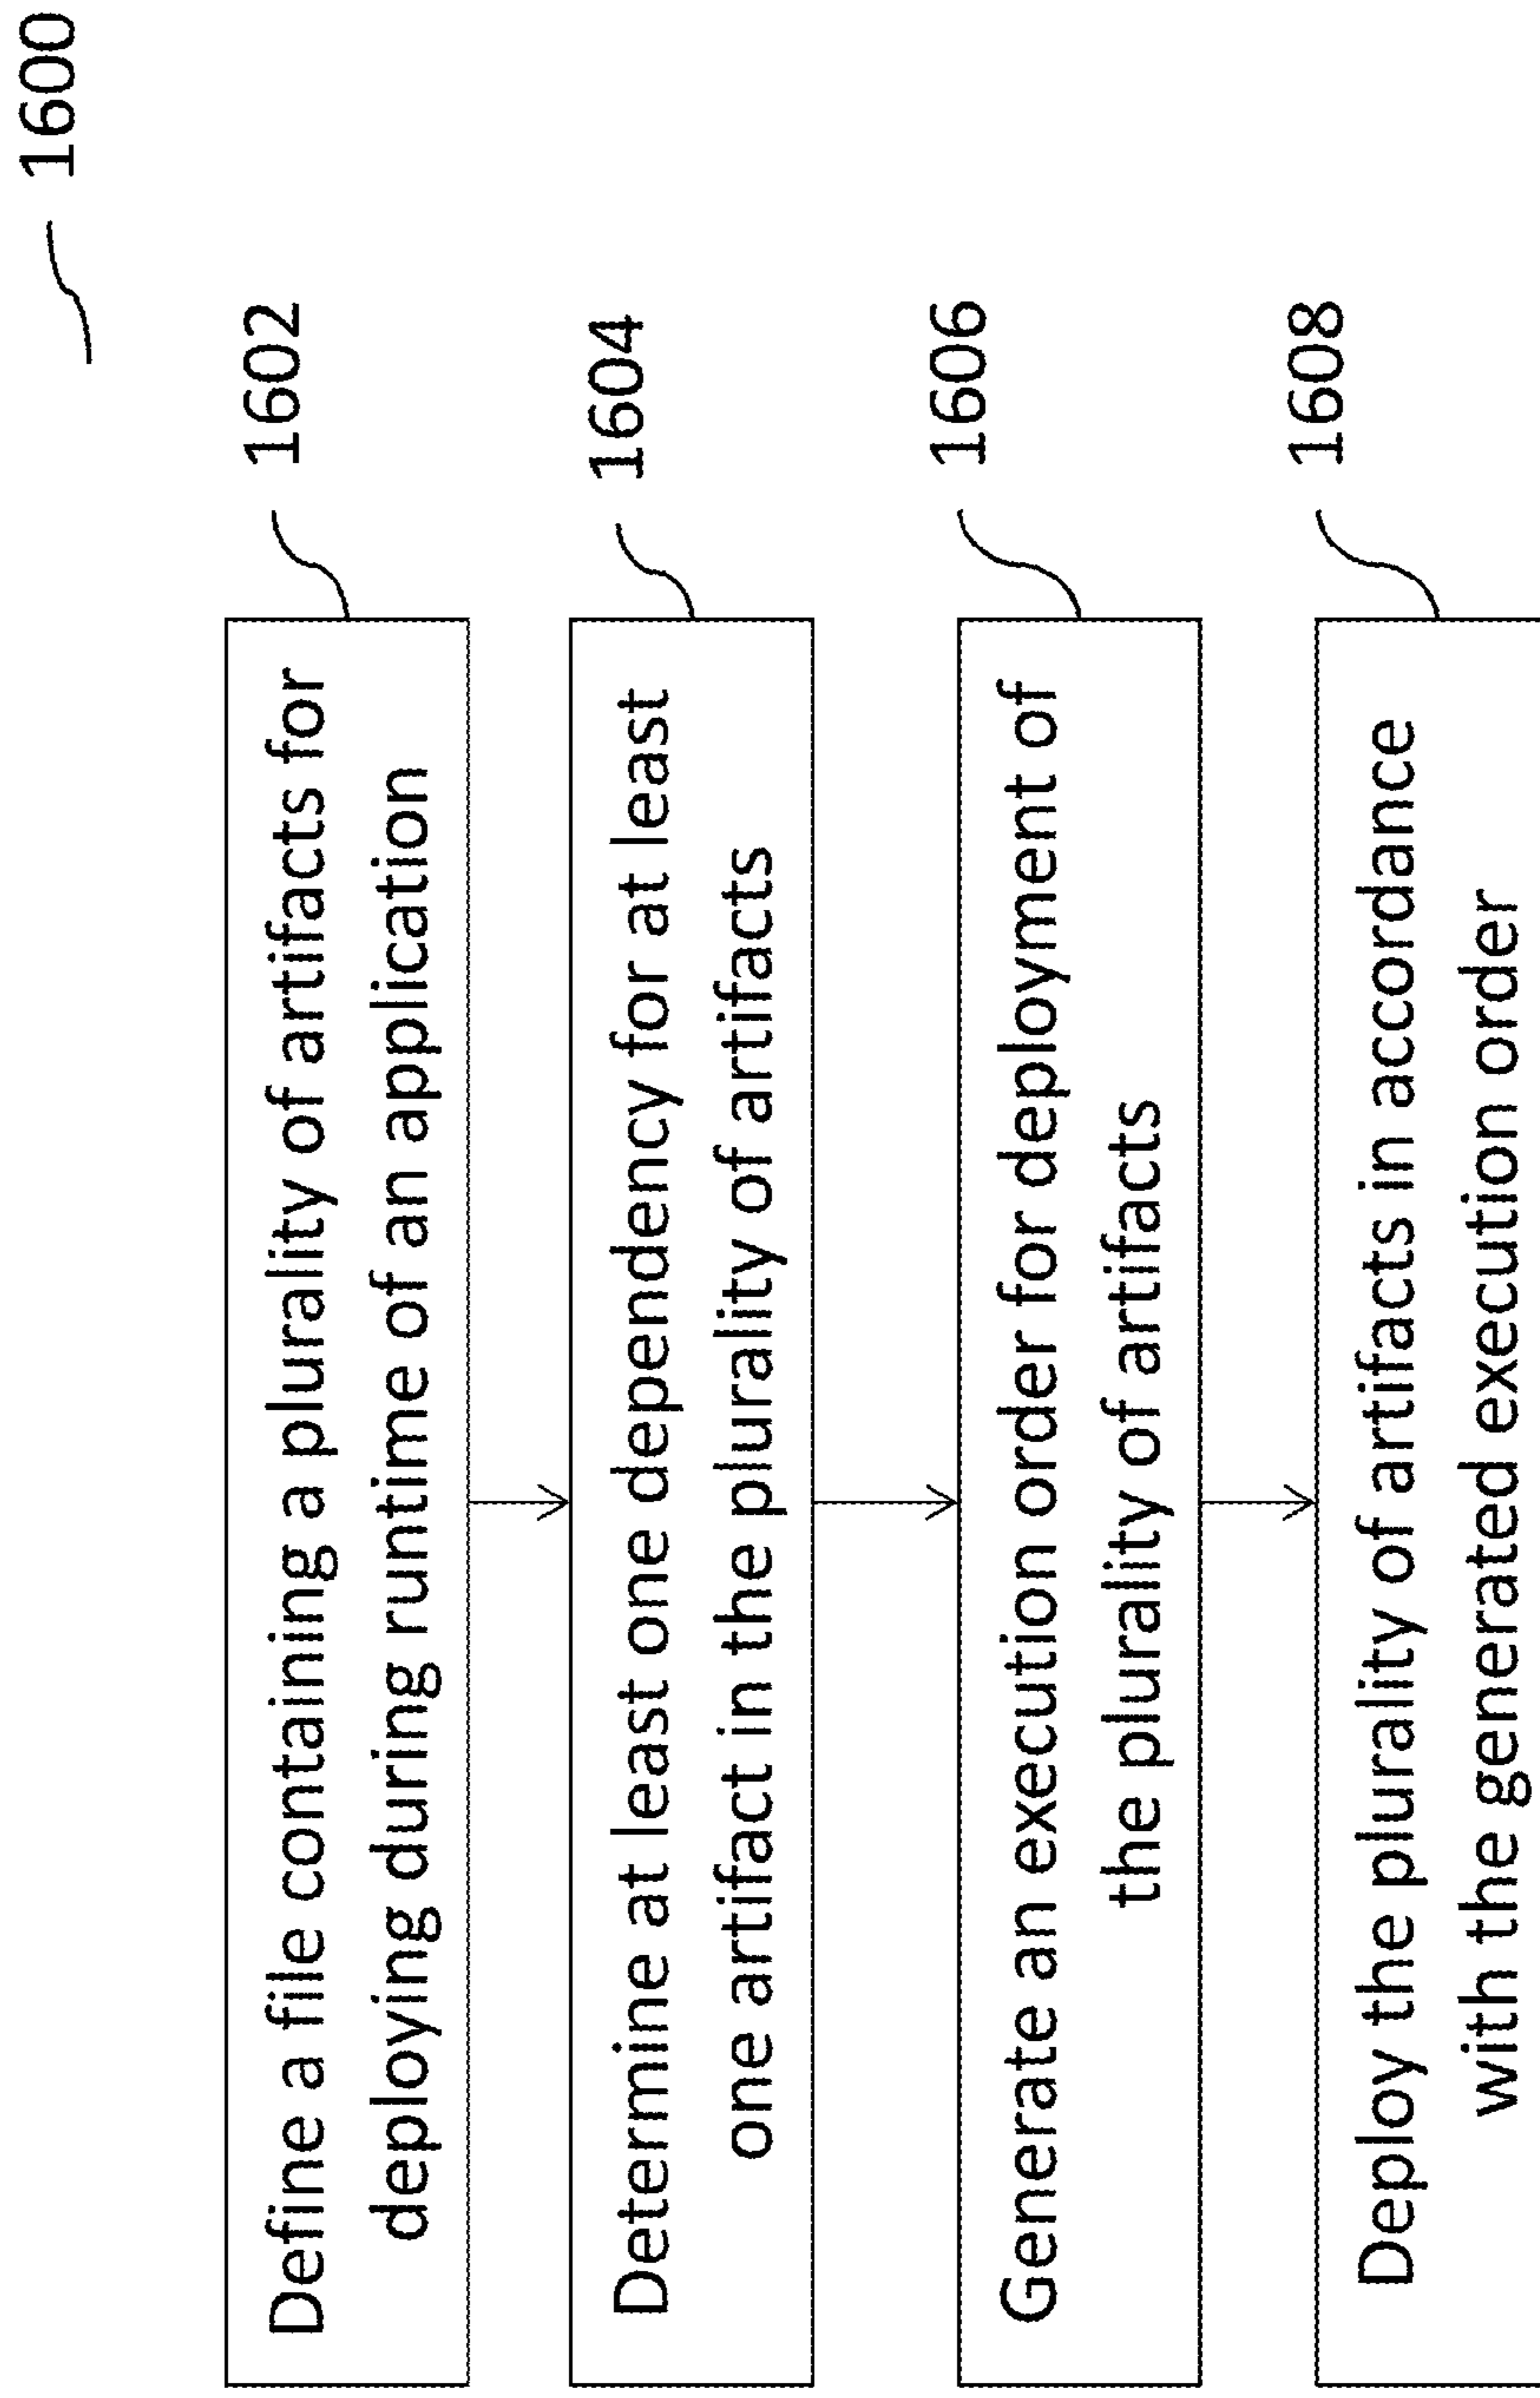 1600
1602
Define a file containing a plurality of artifacts for
deploying during runtime of an application
1604
Determine at least one dependency for at least
one artifact in the plurality of artifacts
1606
Generate an execution order for deployment of
the plurality of artifacts
1608
Deploy the plurality of artifacts in accordance
with the generated execution order